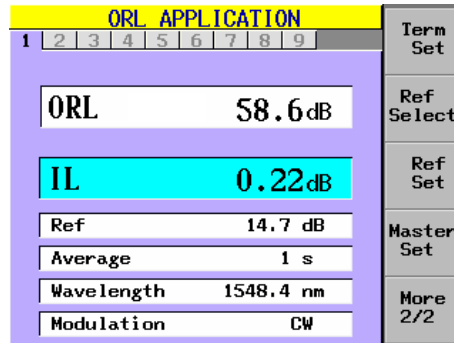 ORL APPLICATION
1 2 3 4 5 6 7 8 9
ORL 58.6dB
IL 0.22dB
Ref 14.7 dB
Average 1 s
Wavelength 1548.4 nm
Modulation CW
Term
Set
Ref
Select
Ref
Set
Master
Set
More
2/2